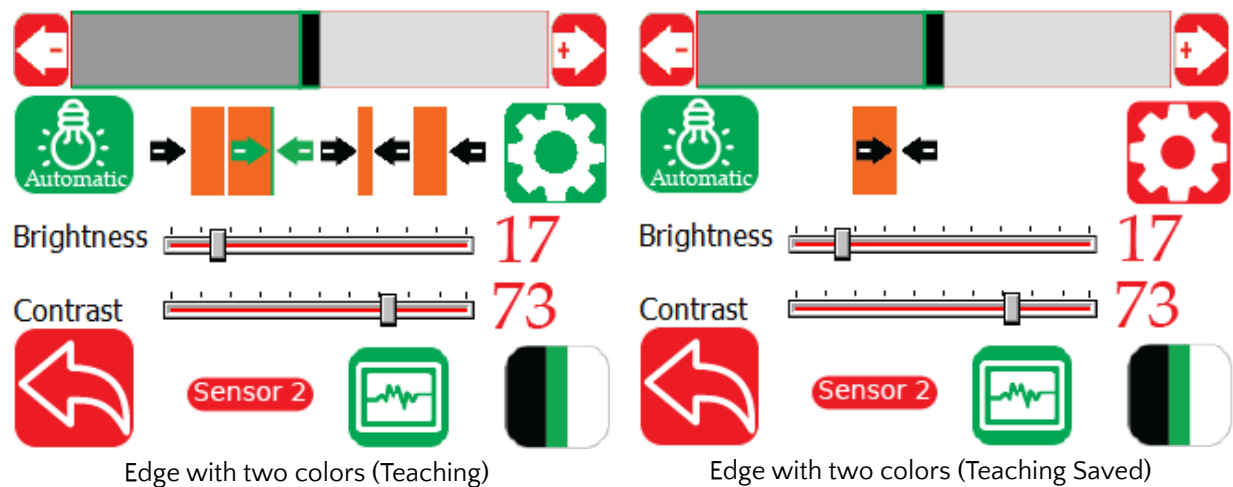 - +
Automatic
Brightness 17
Contrast 73
Sensor 2
Edge with two colors (Teaching)
- +
Automatic
Brightness 17
Contrast 73
Sensor 2
Edge with two colors (Teaching Saved)